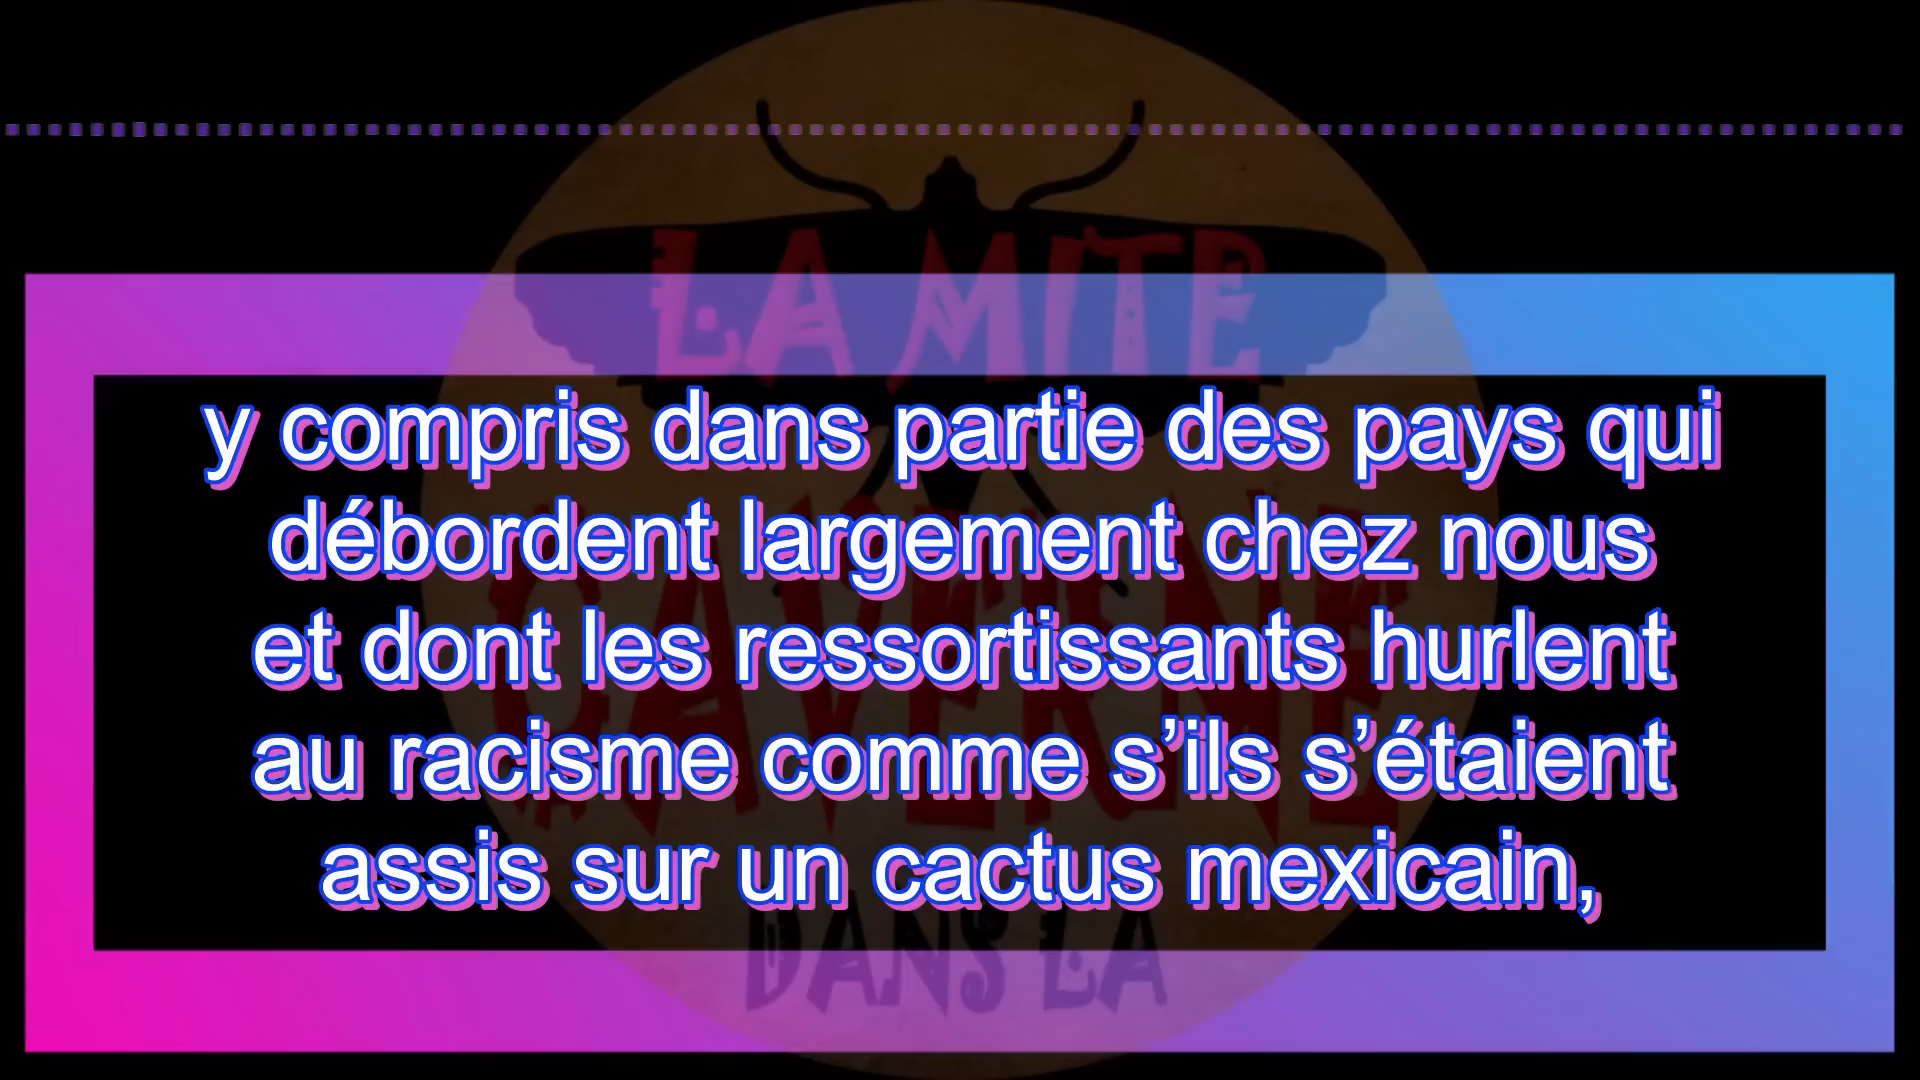 LA MITE
y compris dans partie des pays qui
débordent largement chez nous
et dont les ressortissants hurlent
au racisme comme s’ils s’étaient
assis sur un cactus mexicain,
CAVERNE
DANS LA